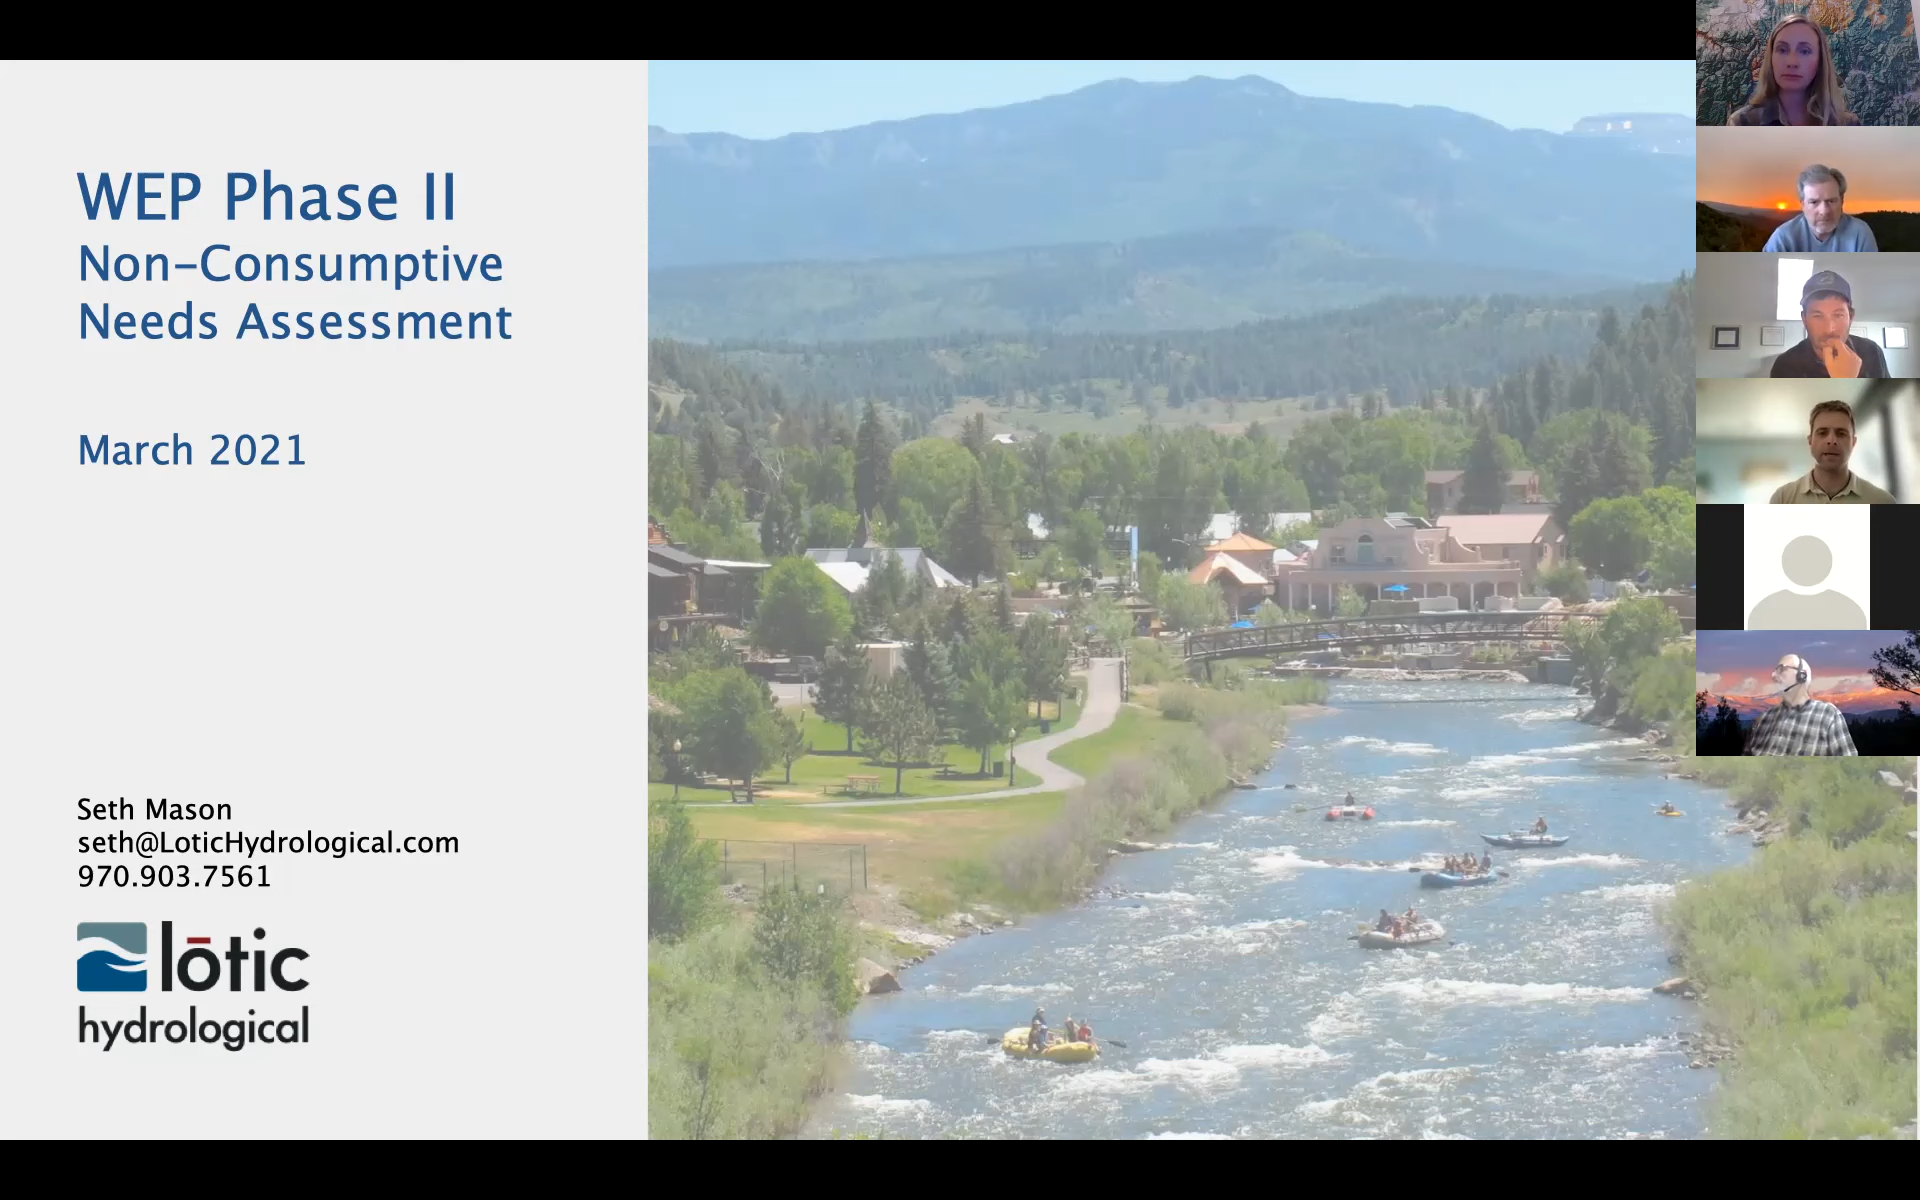 WEP Phase II
Non-Consumptive
Needs Assessment
March 2021
Seth Mason
seth@LoticHydrological.com
970.903.7561
lōtic
hydrological